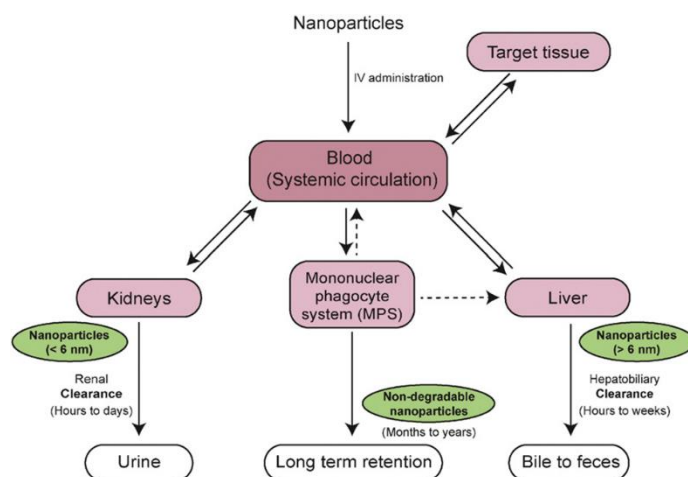 Nanoparticles
Target tissue
IV administration
Blood
(Systemic circulation)
Kidneys
Mononuclear
phagocyte
system (MPS)
Liver
Nanoparticles
(< 6 nm)
Nanoparticles
(> 6 nm)
Renal
Clearance
(Hours to days)
Non-degradable
nanoparticles
(Months to years)
Hepatobiliary
Clearance
(Hours to weeks)
Urine
Long term retention
Bile to feces